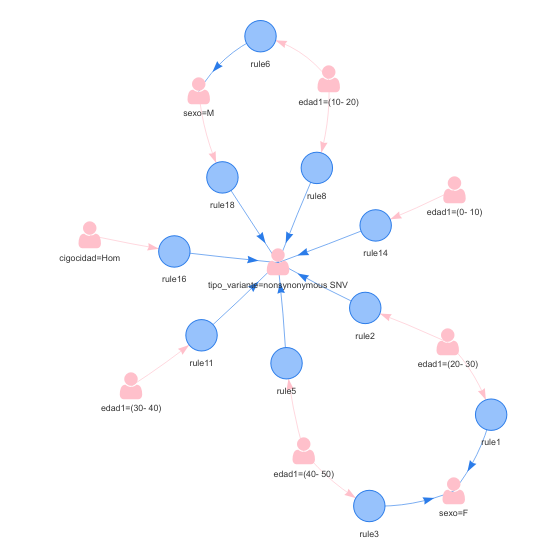 rule6
edad1=(10- 20)
sexo=M
rule18
rule8
edad1=(0- 10)
rule14
cigocidad=Hom
rule16
tipo_variante=nonsynonymous SNV
rule2
rule11
rule5
edad1=(20- 30)
edad1=(30- 40)
rule1
edad1=(40- 50)
sexo=F
rule3